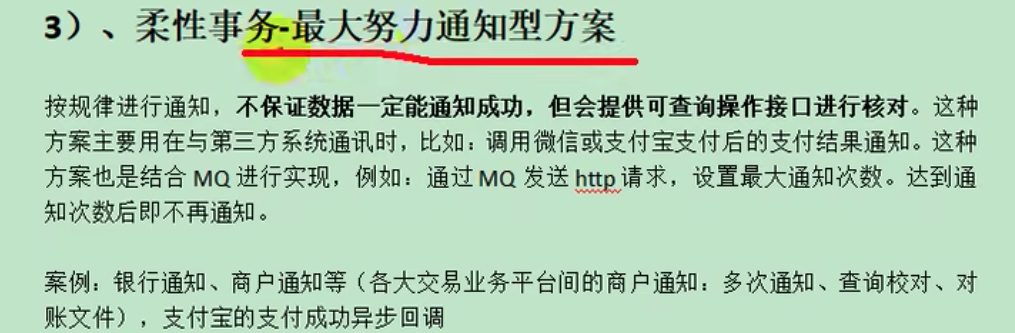 3）、柔性事务-最大努力通知型方案
按规律进行通知，不保证数据一定能通知成功，但会提供可查询操作接口进行核对。这种
方案主要用在与第三方系统通讯时，比如：调用微信或支付宝支付后的支付结果通知。这种
方案也是结合 MQ 进行实现，例如：通过 MQ 发送 http 请求，设置最大通知次数。达到通
知次数后即不再通知。
案例：银行通知、商户通知等（各大交易业务平台间的商户通知：多次通知、查询校对、对
账文件），支付宝的支付成功异步回调